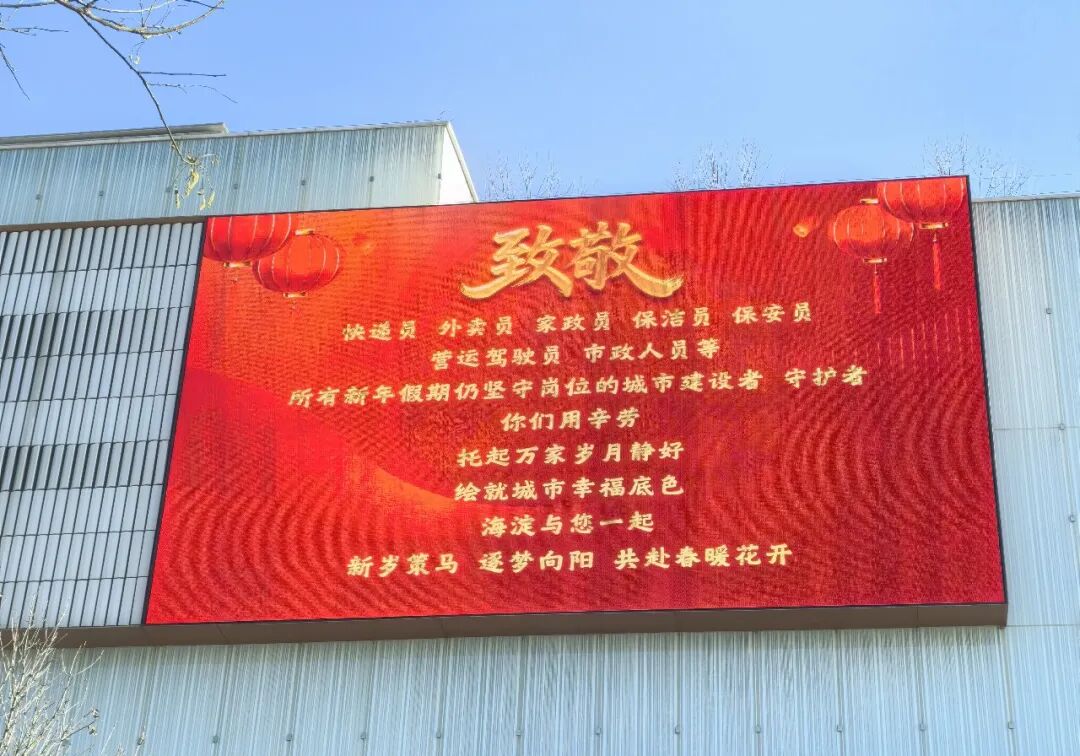 致敬
快递员 外卖员 家政员 保洁员 保安员
营运驾驶员 市政人员等
所有新年假期仍坚守岗位的城市建设者 守护者
你们用辛劳
托起万家岁月静好
绘就城市幸福底色
海淀与您一起
新岁策马 逐梦向阳 共赴春暖花开